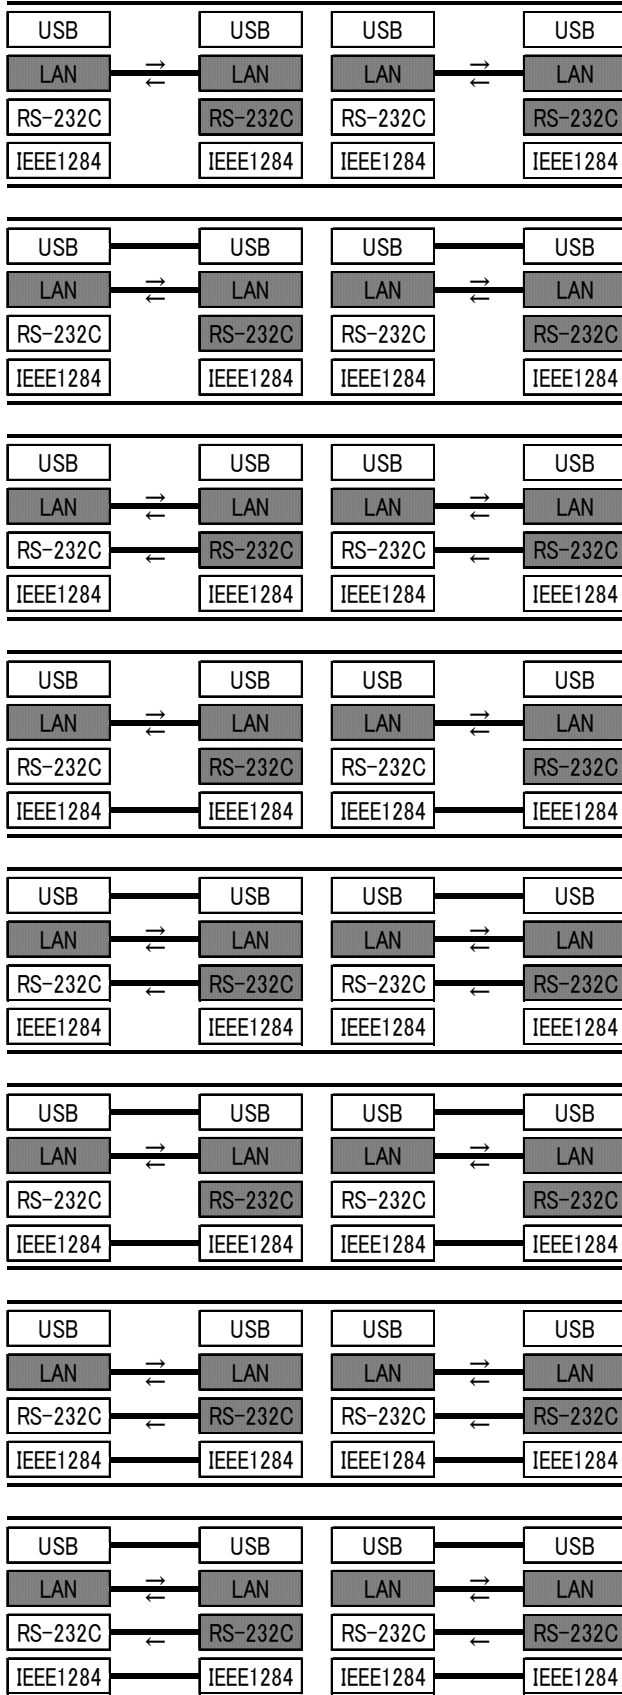 USB USB USB USB
LAN → ← LAN LAN → ← LAN
RS-232C RS-232C RS-232C RS-232C
IEEE1284 IEEE1284 IEEE1284 IEEE1284
USB USB USB USB
LAN → ← LAN LAN → ← LAN
RS-232C RS-232C RS-232C RS-232C
IEEE1284 IEEE1284 IEEE1284 IEEE1284
USB USB USB USB
LAN → ← LAN LAN → ← LAN
RS-232C ← RS-232C RS-232C ← RS-232C
IEEE1284 IEEE1284 IEEE1284 IEEE1284
USB USB USB USB
LAN → ← LAN LAN → ← LAN
RS-232C RS-232C RS-232C RS-232C
IEEE1284 IEEE1284 IEEE1284 IEEE1284
USB USB USB USB
LAN → ← LAN LAN → ← LAN
RS-232C ← RS-232C RS-232C ← RS-232C
IEEE1284 IEEE1284 IEEE1284 IEEE1284
USB USB USB USB
LAN → ← LAN LAN → ← LAN
RS-232C RS-232C RS-232C RS-232C
IEEE1284 IEEE1284 IEEE1284 IEEE1284
USB USB USB USB
LAN → ← LAN LAN → ← LAN
RS-232C ← RS-232C RS-232C ← RS-232C
IEEE1284 IEEE1284 IEEE1284 IEEE1284
USB USB USB USB
LAN → ← LAN LAN → ← LAN
RS-232C ← RS-232C RS-232C ← RS-232C
IEEE1284 IEEE1284 IEEE1284 IEEE1284